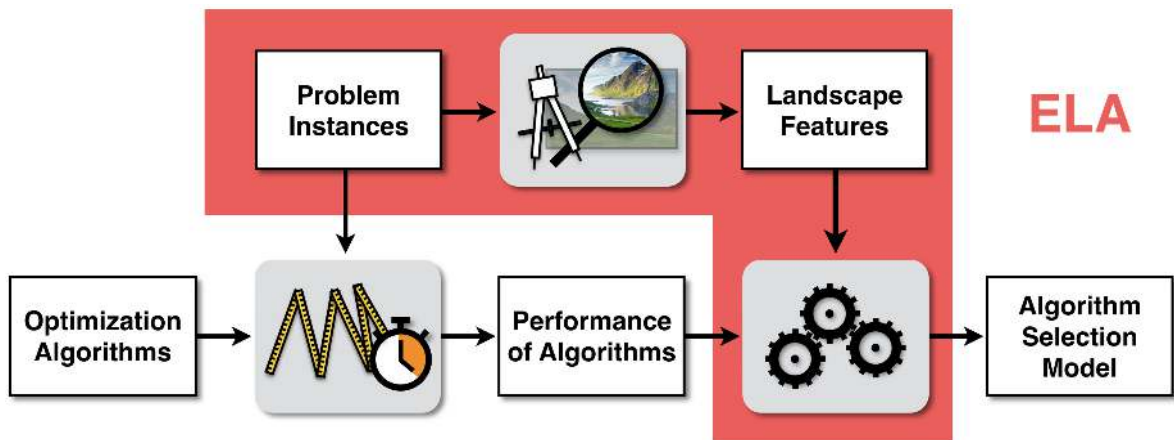 Problem
Instances
Landscape
Features
ELA
Optimization
Algorithms
Performance
of Algorithms
Algorithm
Selection
Model